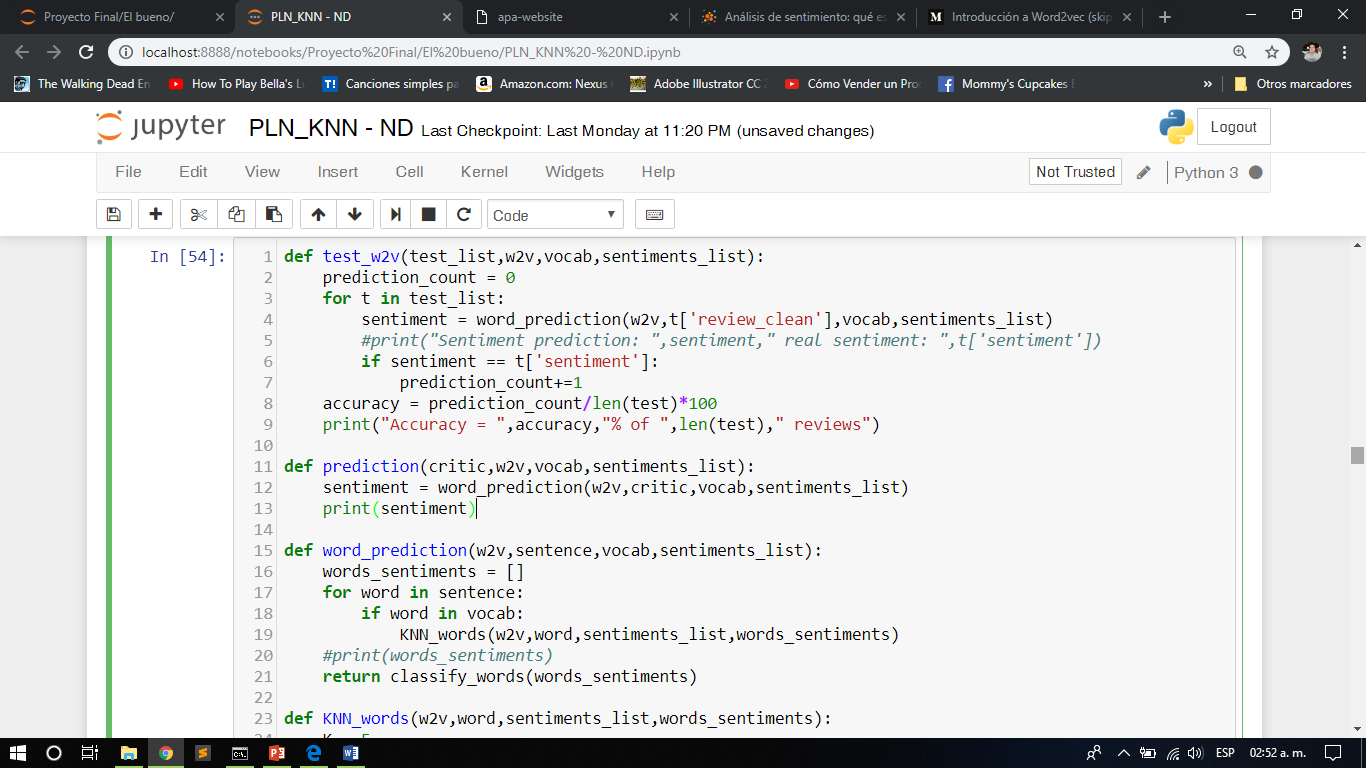 Proyecto Final/El bueno/
PLN_KNN - ND
apa-website
Análisis de sentimiento: qué es
Introducción a Word2vec (skip
localhost:8888/notebooks/Proyecto%20Final/El%20bueno/PLN_KNN%20-%20ND.ipynb
The Walking Dead En
How To Play Bella's Lu
Canciones simples pa
Amazon.com: Nexus
Adobe Illustrator CC 2
Cómo Vender un Pro
Mommy's Cupcakes E
»
Otros marcadores
jupyter PLN_KNN - ND Last Checkpoint: Last Monday at 11:20 PM (unsaved changes)
Logout
File Edit View Insert Cell Kernel Widgets Help
Not Trusted
Python 3
Code
In [54]:
1 def test_w2v(test_list,w2v,vocab,sentiments_list):
2     prediction_count = 0
3     for t in test_list:
4         sentiment = word_prediction(w2v,t['review_clean'],vocab,sentiments_list)
5         #print("Sentiment prediction: ",sentiment," real sentiment: ",t['sentiment'])
6         if sentiment == t['sentiment']:
7             prediction_count+=1
8     accuracy = prediction_count/len(test)*100
9     print("Accuracy = ",accuracy,"% of ",len(test)," reviews")
10
11 def prediction(critic,w2v,vocab,sentiments_list):
12     sentiment = word_prediction(w2v,critic,vocab,sentiments_list)
13     print(sentiment)
14
15 def word_prediction(w2v,sentence,vocab,sentiments_list):
16     words_sentiments = []
17     for word in sentence:
18         if word in vocab:
19             KNN_words(w2v,word,sentiments_list,words_sentiments)
20     #print(words_sentiments)
21     return classify_words(words_sentiments)
22
23 def KNN_words(w2v,word,sentiments_list,words_sentiments):
ESP
02:52 a. m.